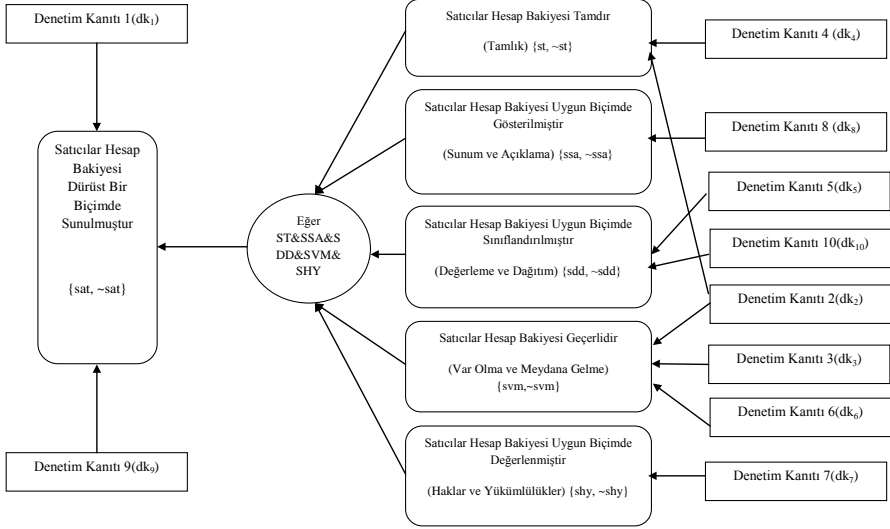 Denetim Kanıtı 1(dk₁)
Satıcılar Hesap
Bakiyesi
Dürüst Bir
Biçimde
Sunulmuştur
{sat, ~sat}
Denetim Kanıtı 9(dk₉)
Eğer
ST&SSA&S
DD&SVM&
SHY
Satıcılar Hesap Bakiyesi Tamdır
(Tamlık) {st, ~st}
Satıcılar Hesap Bakiyesi Uygun Biçimde
Gösterilmiştir
(Sunum ve Açıklama) {ssa, ~ssa}
Satıcılar Hesap Bakiyesi Uygun Biçimde
Sınıflandırılmıştır
(Değerleme ve Dağıtım) {sdd, ~sdd}
Satıcılar Hesap Bakiyesi Geçerlidir
(Var Olma ve Meydana Gelme)
{svm,~svm}
Satıcılar Hesap Bakiyesi Uygun Biçimde
Değerlenmiştir
(Haklar ve Yükümlülükler) {shy, ~shy}
Denetim Kanıtı 4 (dk₄)
Denetim Kanıtı 8 (dk₈)
Denetim Kanıtı 5(dk₅)
Denetim Kanıtı 10(dk₁₀)
Denetim Kanıtı 2(dk₂)
Denetim Kanıtı 3(dk₃)
Denetim Kanıtı 6(dk₆)
Denetim Kanıtı 7(dk₇)